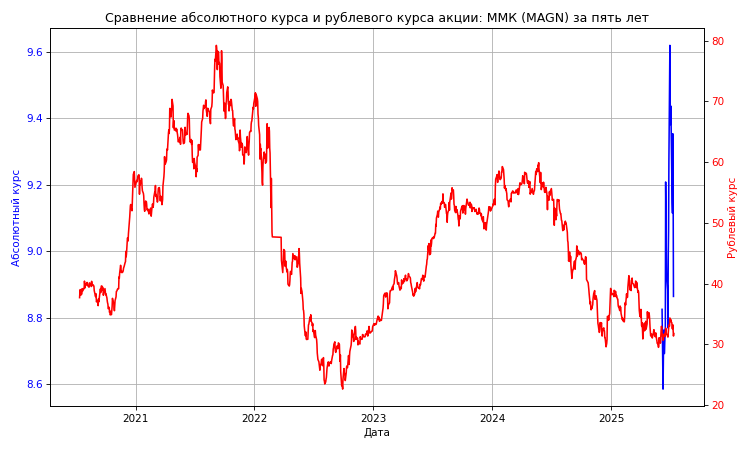 Сравнение абсолютного курса и рублевого курса акции: ММК (MAGN) за пять лет
Абсолютный курс
9.6
9.4
9.2
9.0
8.8
8.6
80
70
60
50
40
30
20
Рублевый курс
2021 2022 2023 2024 2025
Дата